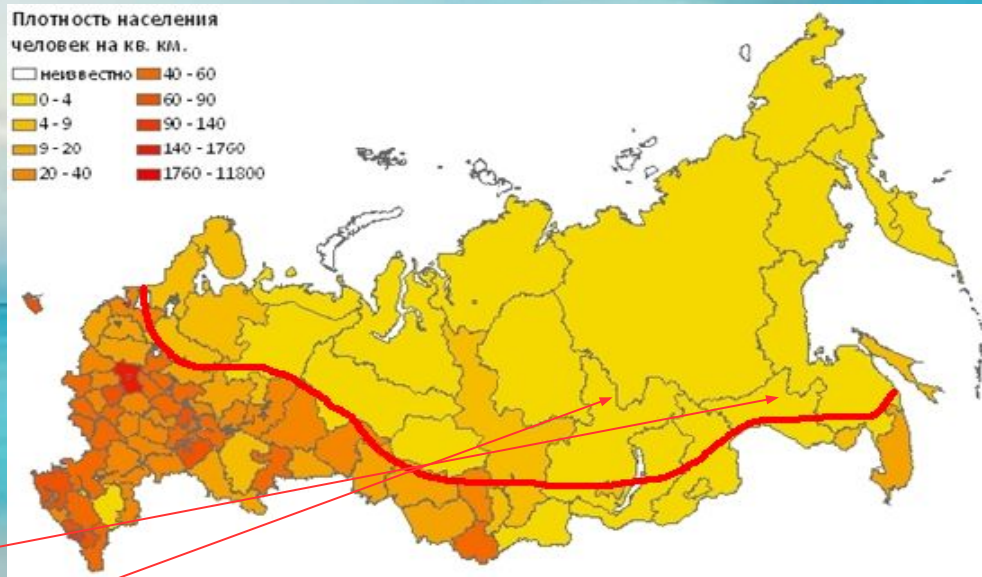 Плотность населения
человек на кв. км.
неизвестно
0 - 4
4 - 9
9 - 20
20 - 40
40 - 60
60 - 90
90 - 140
140 - 1760
1760 - 11800